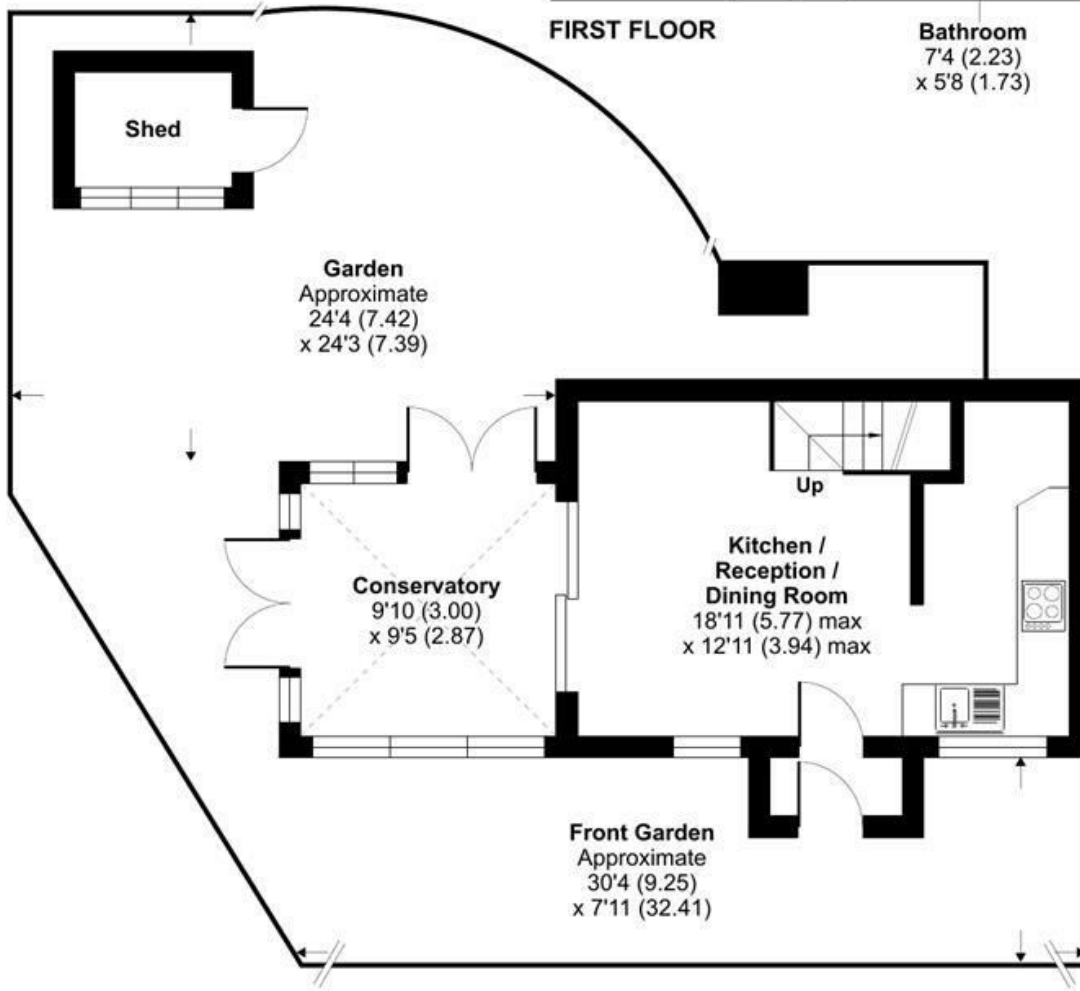 FIRST FLOOR
Bathroom
7'4 (2.23)
x 5'8 (1.73)
Shed
Garden
Approximate
24'4 (7.42)
x 24'3 (7.39)
Up
Kitchen /
Reception /
Dining Room
18'11 (5.77) max
x 12'11 (3.94) max
Conservatory
9'10 (3.00)
x 9'5 (2.87)
Front Garden
Approximate
30'4 (9.25)
x 7'11 (32.41)